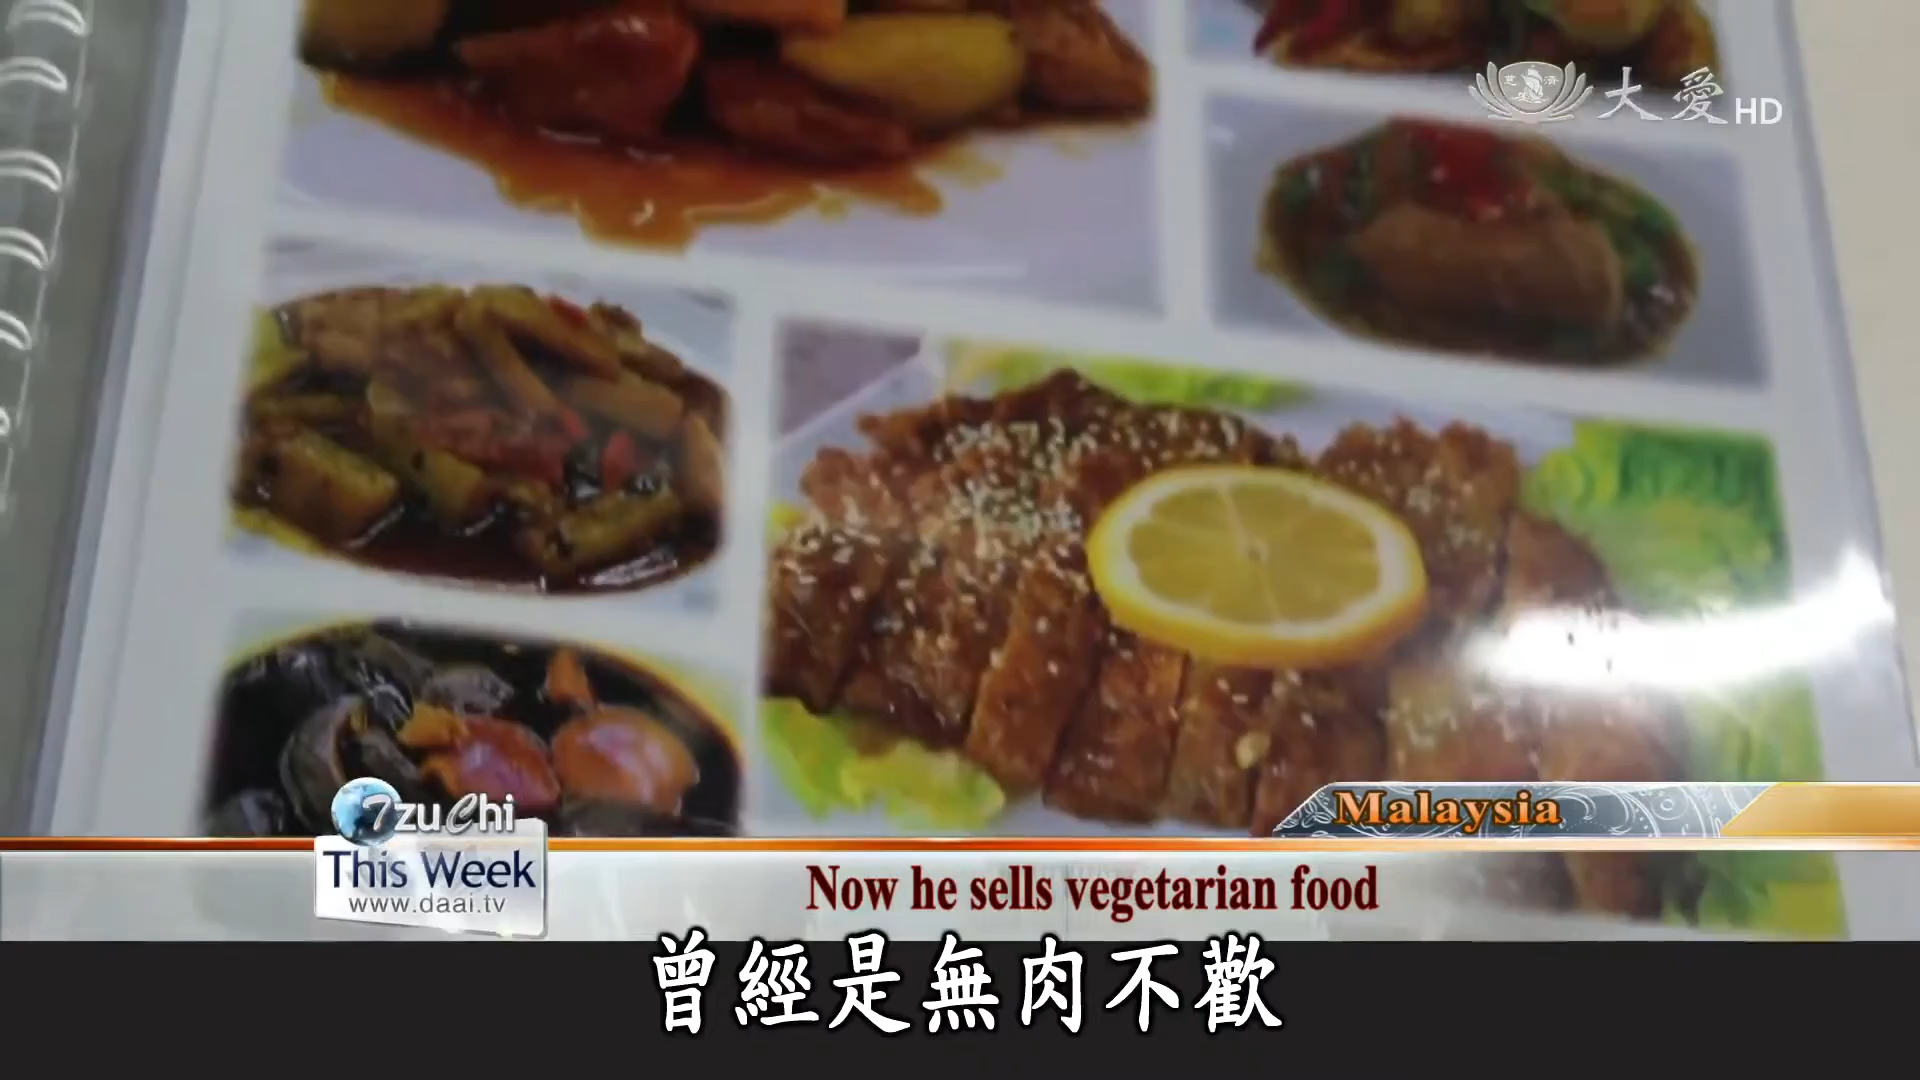 大愛HD
Malaysia
Tzu Chi
This Week
www.daai.tv
Now he sells vegetarian food
曾經是無肉不歡